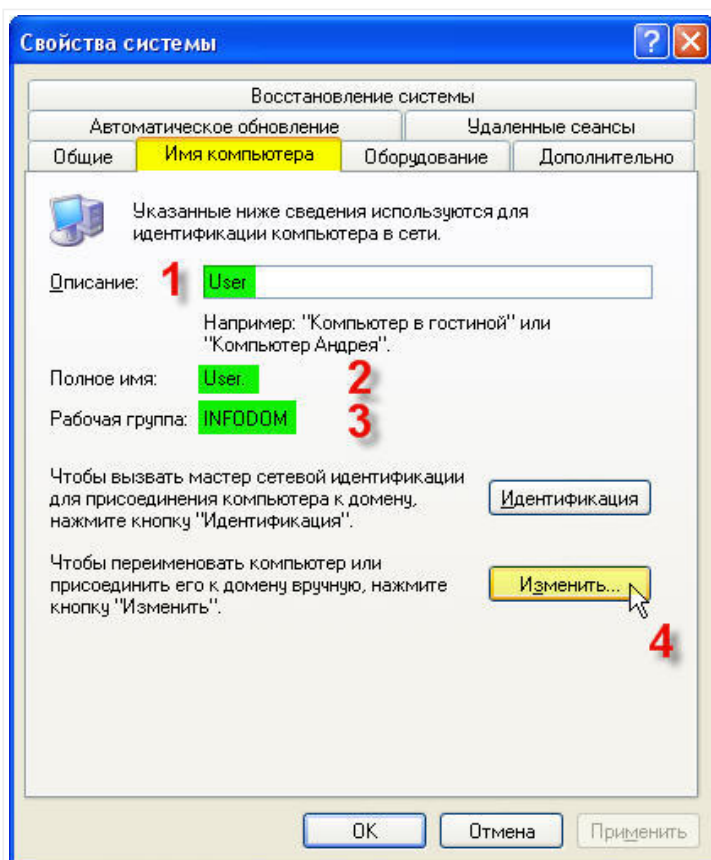 Свойства системы
Восстановление системы
Автоматическое обновление
Удаленные сеансы
Общие
Имя компьютера
Оборудование
Дополнительно
Указанные ниже сведения используются для
идентификации компьютера в сети.
Описание: 1 User
Например: "Компьютер в гостиной" или
"Компьютер Андрея".
Полное имя: User. 2
Рабочая группа: INFODOM 3
Чтобы вызвать мастер сетевой идентификации
для присоединения компьютера к домену,
нажмите кнопку "Идентификация".
Идентификация
Чтобы переименовать компьютер или
присоединить его к домену вручную, нажмите
кнопку "Изменить".
Изменить...
4
OK
Отмена
Применить